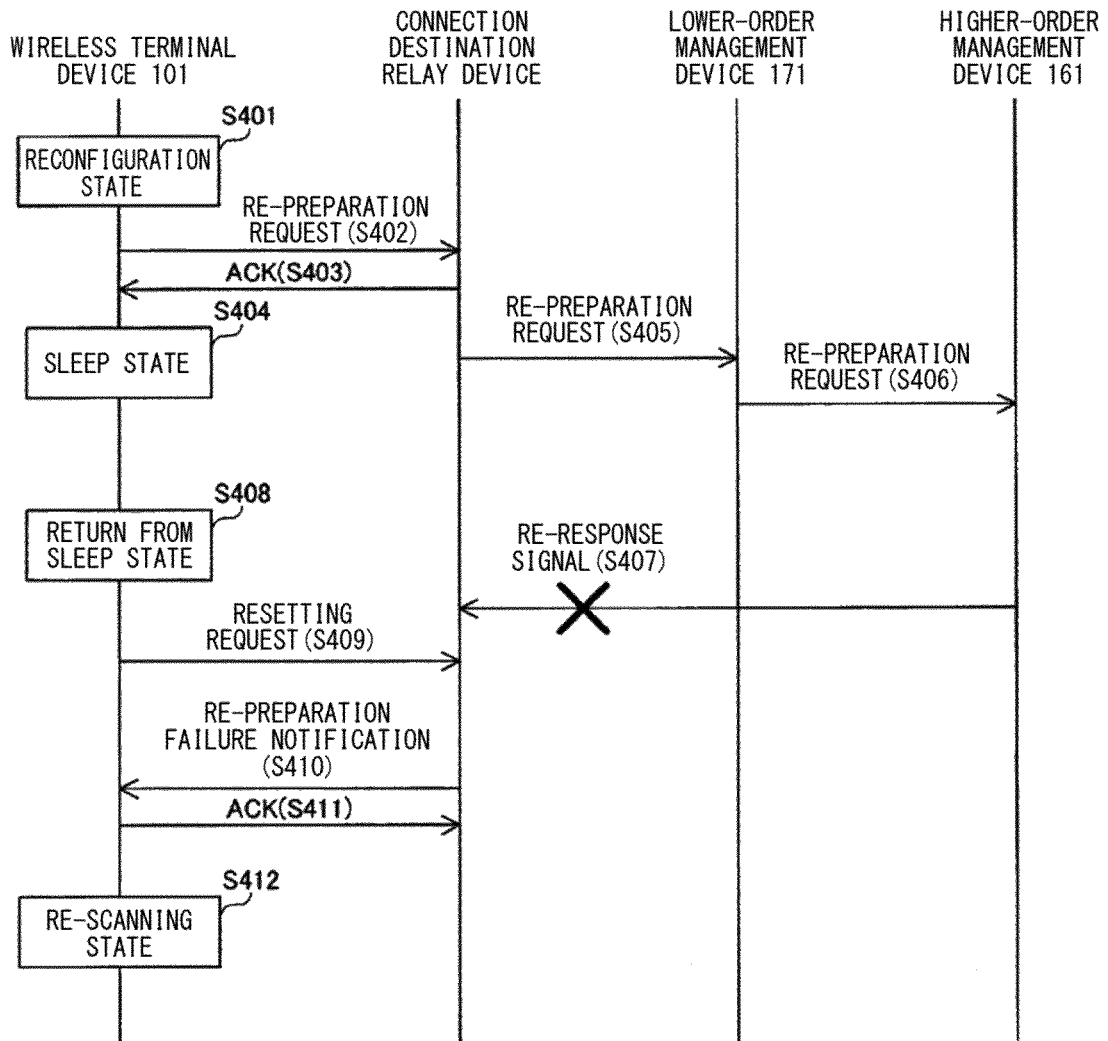 WIRELESS TERMINAL
DEVICE 101
CONNECTION
DESTINATION
RELAY DEVICE
LOWER-ORDER
MANAGEMENT
DEVICE 171
HIGHER-ORDER
MANAGEMENT
DEVICE 161
S401
RECONFIGURATION
STATE
RE-PREPARATION
REQUEST(S402)
ACK(S403)
S404
SLEEP STATE
RE-PREPARATION
REQUEST(S405)
RE-PREPARATION
REQUEST(S406)
S408
RETURN FROM
SLEEP STATE
RE-RESPONSE
SIGNAL(S407)
RESETTING
REQUEST(S409)
RE-PREPARATION
FAILURE NOTIFICATION
(S410)
ACK(S411)
S412
RE-SCANNING
STATE